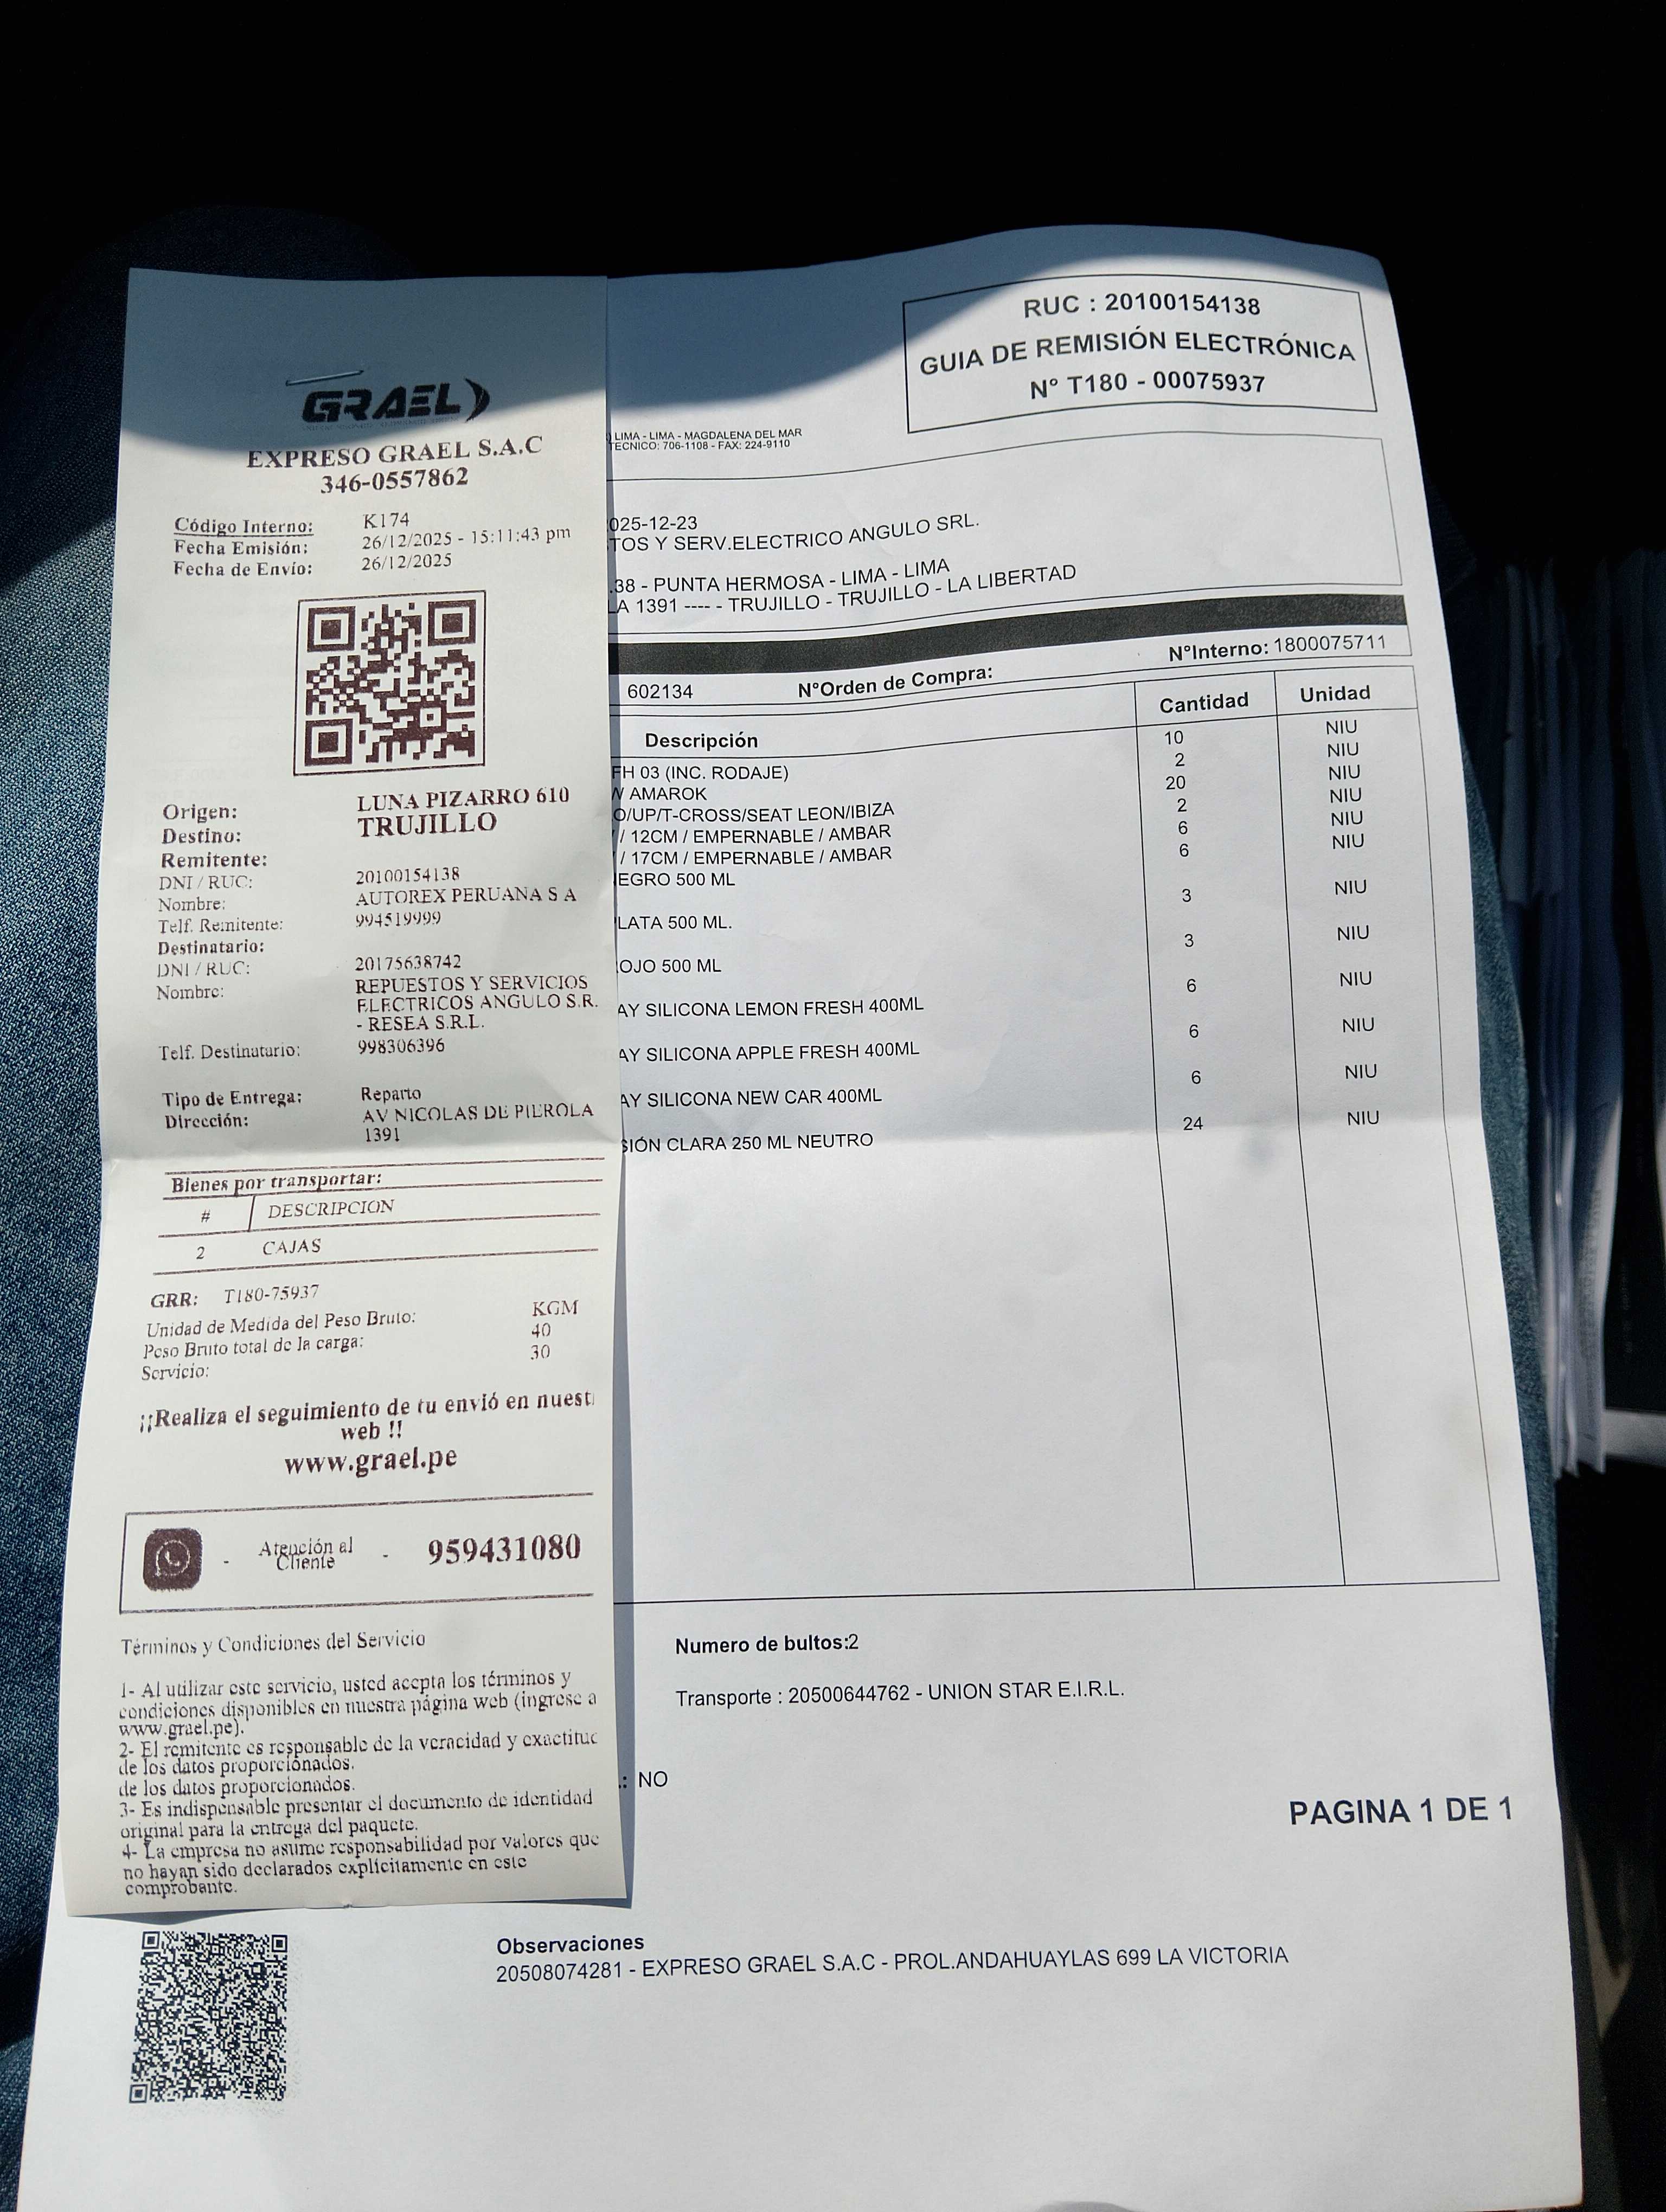 GRAEL
EXPRESO GRAEL S.A.C
346-0557862
Código Interno: K174
Fecha Emisión: 26/12/2025 - 15:11:43 pm
Fecha de Envío: 26/12/2025
Origen: LUNA PIZARRO 610
Destino: TRUJILLO
Remitente:
DNI / RUC: 20100154138
Nombre: AUTOREX PERUANA S A
Telf. Remitente: 994519999
Destinatario:
DNI / RUC: 20175638742
Nombre: REPUESTOS Y SERVICIOS
ELECTRICOS ANGULO S.R.
- RESEA S.R.L.
Telf. Destinatario: 998306396
Tipo de Entrega: Reparto
Dirección: AV NICOLAS DE PIEROLA
1391
Bienes por transportar:
# DESCRIPCION
2 CAJAS
GRR: T180-75937
Unidad de Medida del Peso Bruto: KGM
Peso Bruto total de la carga: 40
Servicio: 30
¡¡Realiza el seguimiento de tu envió en nuest
web !!
www.grael.pe
- Atención al Cliente - 959431080
Términos y Condiciones del Servicio
1- Al utilizar este servicio, usted acepta los términos y
condiciones disponibles en nuestra página web (ingrese a
www.grael.pe).
2- El remitente es responsable de la veracidad y exactituc
de los datos proporcionados.
de los datos proporcionados.
3- Es indispensable presentar el documento de identidad
original para la entrega del paquete.
4- La empresa no asume responsabilidad por valores que
no hayan sido declarados explícitamente en este
comprobante.
RUC : 20100154138
GUIA DE REMISIÓN ELECTRÓNICA
Nº T180 - 00075937
LIMA - LIMA - MAGDALENA DEL MAR
TECNICO: 706-1108 - FAX: 224-9110
025-12-23
TOS Y SERV.ELECTRICO ANGULO SRL.
38 - PUNTA HERMOSA - LIMA - LIMA
LA 1391 ---- - TRUJILLO - TRUJILLO - LA LIBERTAD
602134 N°Orden de Compra: N°Interno: 1800075711
Descripción Cantidad Unidad
FH 03 (INC. RODAJE) 10 NIU
AMAROK 2 NIU
O/UP/T-CROSS/SEAT LEON/IBIZA 20 NIU
/ 12CM / EMPERNABLE / AMBAR 2 NIU
/ 17CM / EMPERNABLE / AMBAR 6 NIU
EGRO 500 ML 6 NIU
LATA 500 ML. 3 NIU
OJO 500 ML 3 NIU
AY SILICONA LEMON FRESH 400ML 6 NIU
AY SILICONA APPLE FRESH 400ML 6 NIU
AY SILICONA NEW CAR 400ML 6 NIU
SIÓN CLARA 250 ML NEUTRO 24 NIU
Numero de bultos:2
Transporte : 20500644762 - UNION STAR E.I.R.L.
.: NO
PAGINA 1 DE 1
Observaciones
20508074281 - EXPRESO GRAEL S.A.C - PROL.ANDAHUAYLAS 699 LA VICTORIA